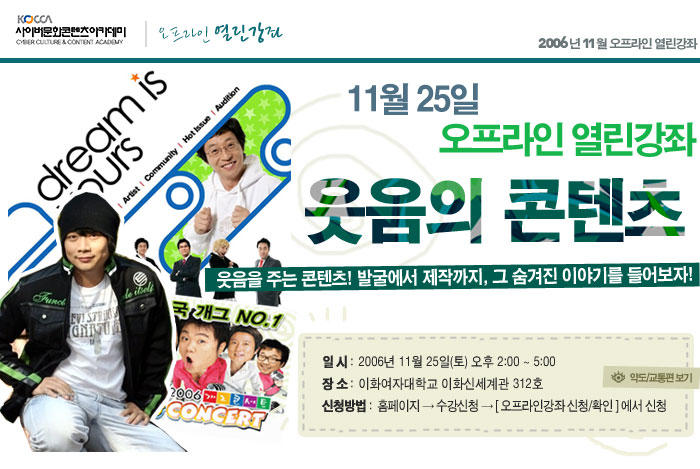 KOCCA
사이버문화콘텐츠아카데미
CYBER CULTURE & CONTENT ACADEMY
오프라인 열린강좌
2006년 11월 오프라인 열린강좌
11월 25일
오프라인 열린강좌
웃음의 콘텐츠
웃음을 주는 콘텐츠! 발굴에서 제작까지, 그 숨겨진 이야기를 들어보자!
dream is
ours
Artist | Community | Hot Issue | Audition
국 개그 NO.1
2006 개그콘서트
CONCERT
일 시 : 2006년 11월 25일(토) 오후 2:00 ~ 5:00
장 소 : 이화여자대학교 이화신세계관 312호
약도/교통편 보기
신청방법 : 홈페이지 → 수강신청 → [ 오프라인강좌 신청/확인 ] 에서 신청